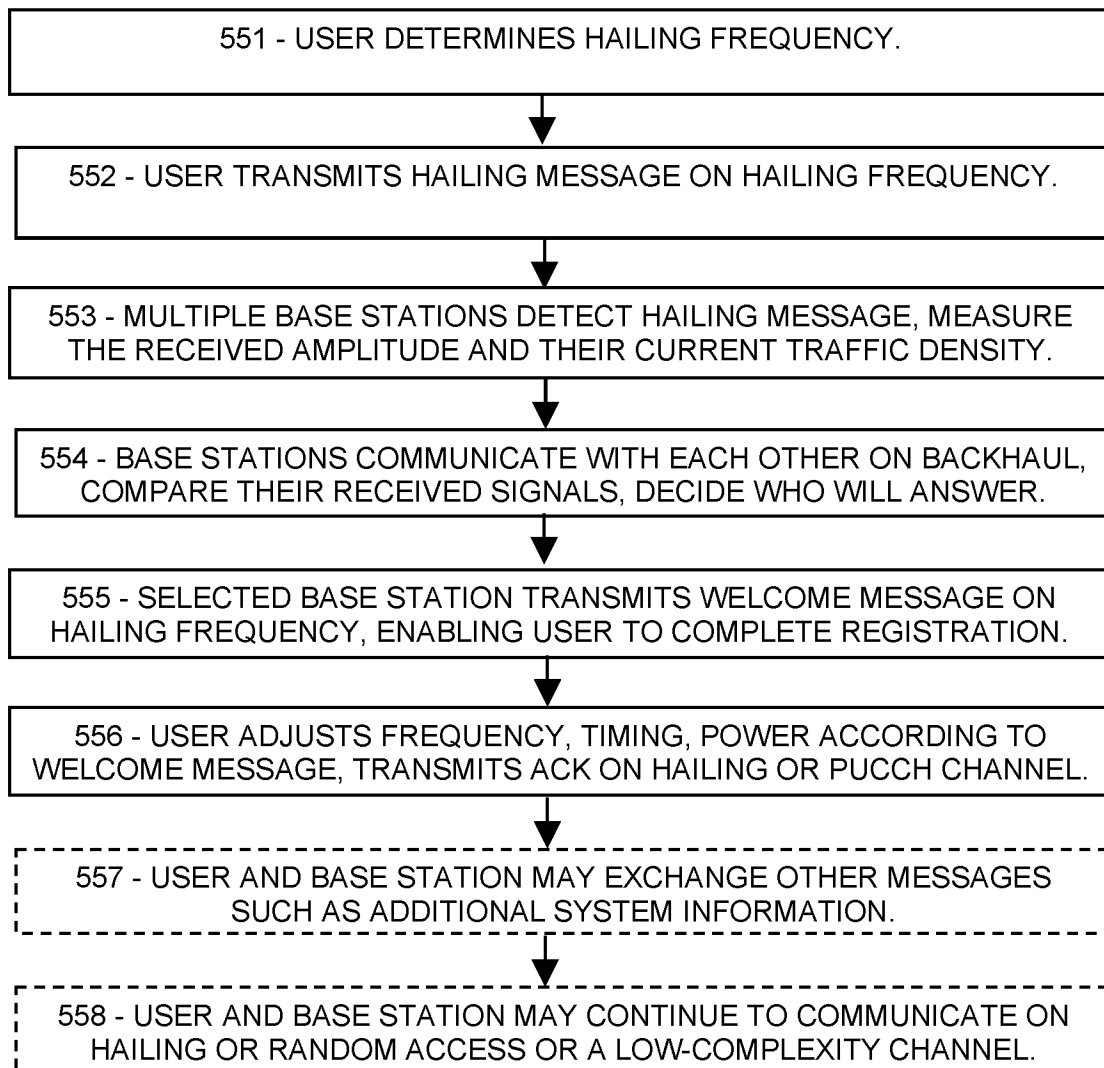 551 - USER DETERMINES HAILING FREQUENCY.
552 - USER TRANSMITS HAILING MESSAGE ON HAILING FREQUENCY.
553 - MULTIPLE BASE STATIONS DETECT HAILING MESSAGE, MEASURE
THE RECEIVED AMPLITUDE AND THEIR CURRENT TRAFFIC DENSITY.
554 - BASE STATIONS COMMUNICATE WITH EACH OTHER ON BACKHAUL,
COMPARE THEIR RECEIVED SIGNALS, DECIDE WHO WILL ANSWER.
555 - SELECTED BASE STATION TRANSMITS WELCOME MESSAGE ON
HAILING FREQUENCY, ENABLING USER TO COMPLETE REGISTRATION.
556 - USER ADJUSTS FREQUENCY, TIMING, POWER ACCORDING TO
WELCOME MESSAGE, TRANSMITS ACK ON HAILING OR PUCCH CHANNEL.
557 - USER AND BASE STATION MAY EXCHANGE OTHER MESSAGES
SUCH AS ADDITIONAL SYSTEM INFORMATION.
558 - USER AND BASE STATION MAY CONTINUE TO COMMUNICATE ON
HAILING OR RANDOM ACCESS OR A LOW-COMPLEXITY CHANNEL.